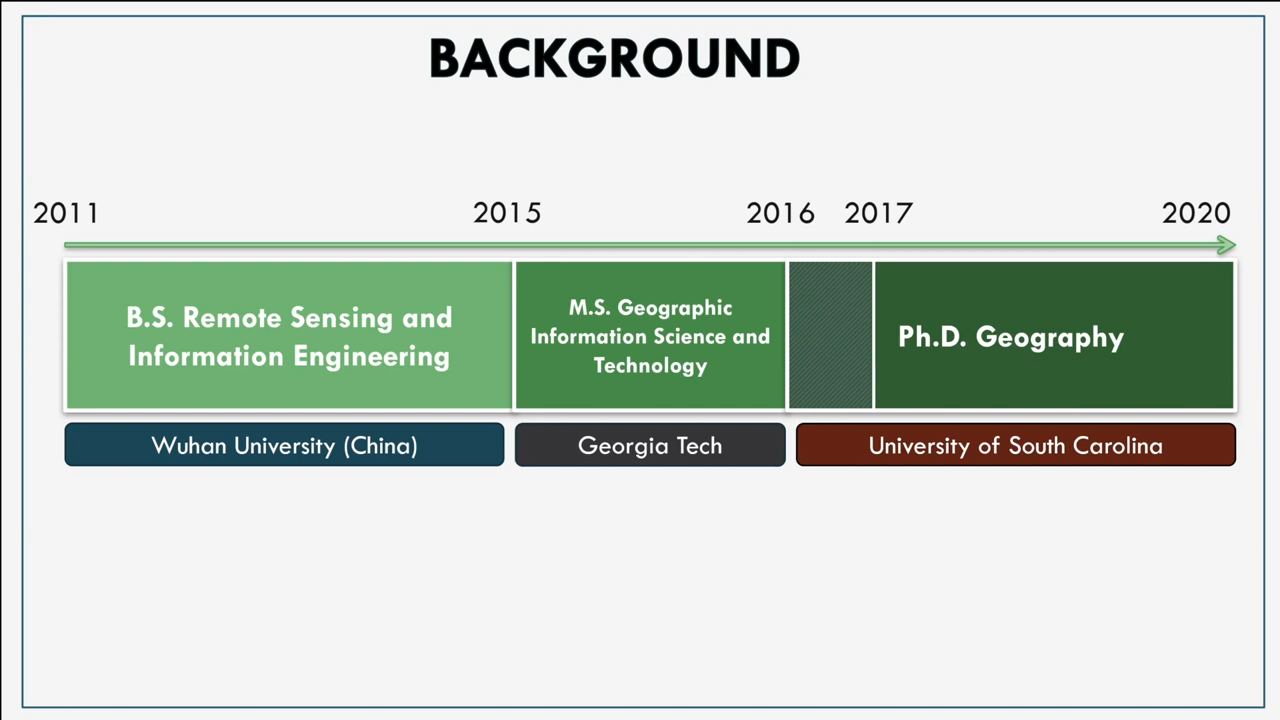 BACKGROUND
2011 2015 2016 2017 2020
B.S. Remote Sensing and
Information Engineering
M.S. Geographic
Information Science and
Technology
Ph.D. Geography
Wuhan University (China)
Georgia Tech
University of South Carolina